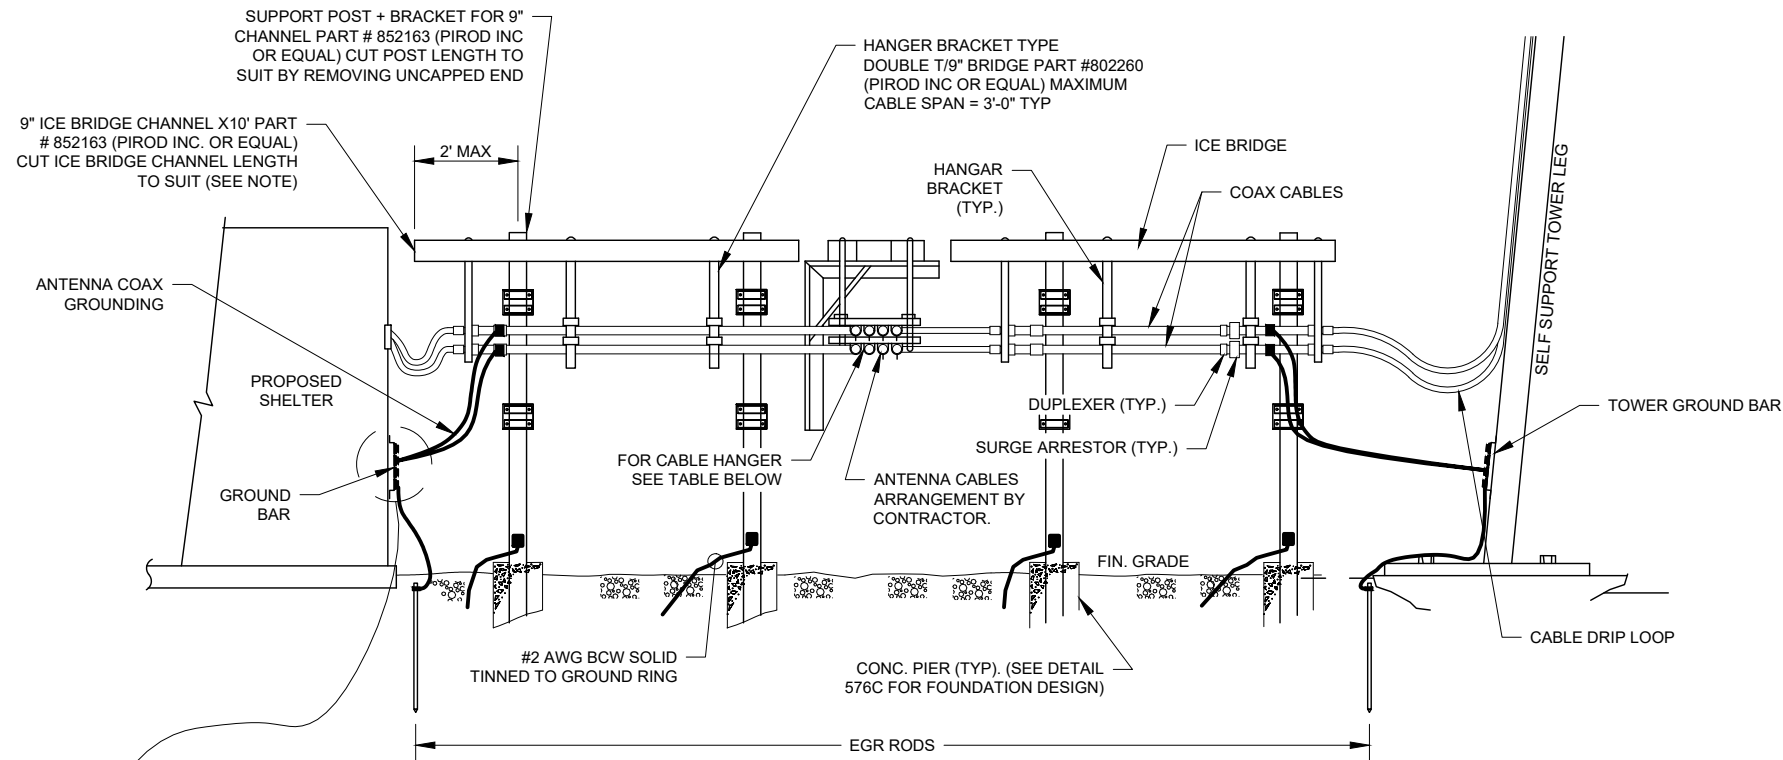 SUPPORT POST + BRACKET FOR 9"
CHANNEL PART # 852163 (PIROD INC
OR EQUAL) CUT POST LENGTH TO
SUIT BY REMOVING UNCAPPED END
HANGER BRACKET TYPE
DOUBLE T/9" BRIDGE PART #802260
(PIROD INC OR EQUAL) MAXIMUM
CABLE SPAN = 3'-0" TYP
9" ICE BRIDGE CHANNEL X10' PART
# 852163 (PIROD INC. OR EQUAL)
CUT ICE BRIDGE CHANNEL LENGTH
TO SUIT (SEE NOTE)
2' MAX
ICE BRIDGE
HANGAR
BRACKET
(TYP.)
COAX CABLES
SELF SUPPORT TOWER LEG
ANTENNA COAX
GROUNDING
PROPOSED
SHELTER
DUPLEXER (TYP.)
TOWER GROUND BAR
SURGE ARRESTOR (TYP.)
FOR CABLE HANGER
SEE TABLE BELOW
ANTENNA CABLES
ARRANGEMENT BY
CONTRACTOR.
GROUND
BAR
FIN. GRADE
CABLE DRIP LOOP
#2 AWG BCW SOLID
TINNED TO GROUND RING
CONC. PIER (TYP). (SEE DETAIL
576C FOR FOUNDATION DESIGN)
EGR RODS